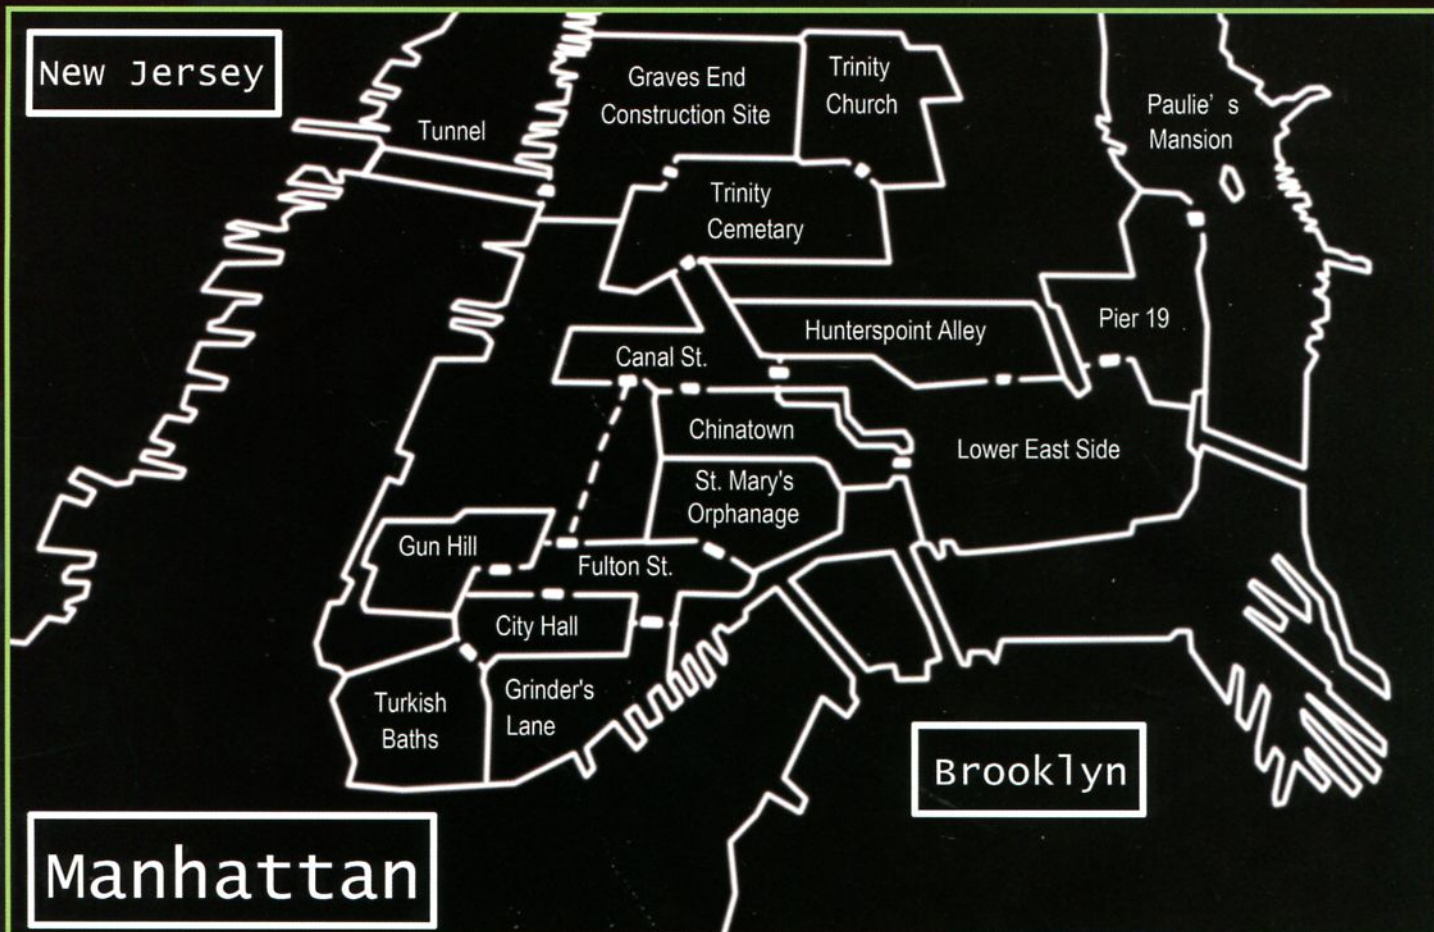 New Jersey
Tunnel
Graves End
Construction Site
Trinity
Church
Paulie's
Mansion
Trinity
Cemetary
Hunterspoint Alley
Pier 19
Canal St.
Chinatown
Lower East Side
St. Mary's
Orphanage
Gun Hill
Fulton St.
City Hall
Turkish
Baths
Grinder's
Lane
Brooklyn
Manhattan